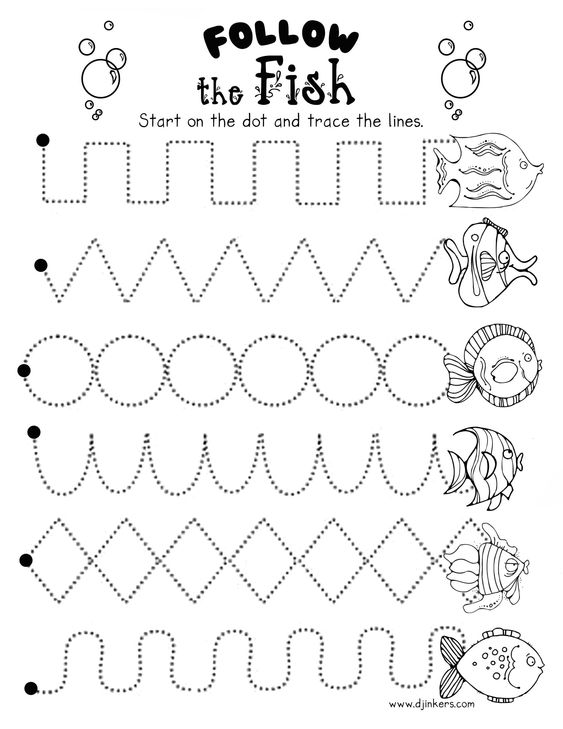 FOLLOW
the Fish
Start on the dot and trace the lines.
www.djinkers.com